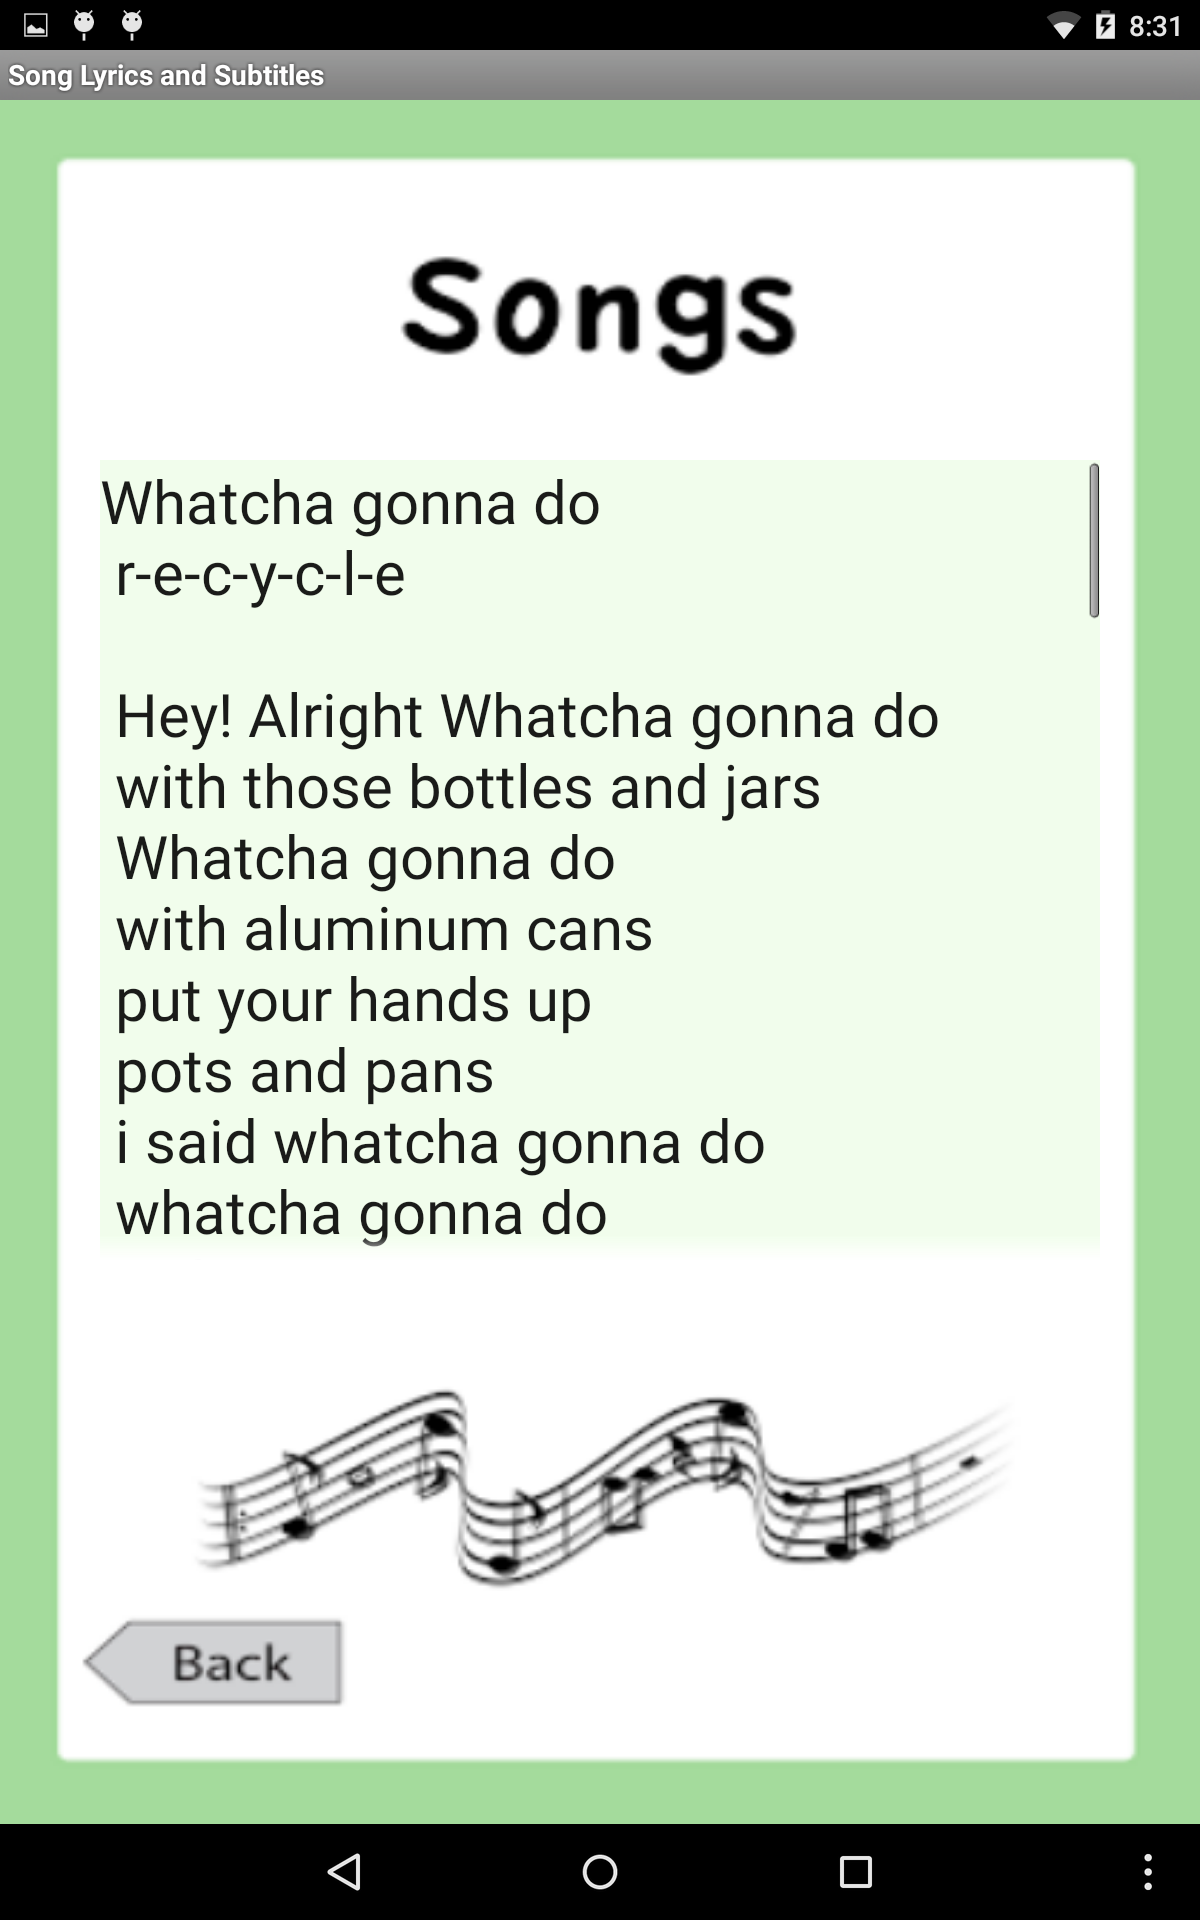 8:31
Song Lyrics and Subtitles
Songs
Whatcha gonna do
r-e-c-y-c-l-e
Hey! Alright Whatcha gonna do
with those bottles and jars
Whatcha gonna do
with aluminum cans
put your hands up
pots and pans
i said whatcha gonna do
whatcha gonna do
Back